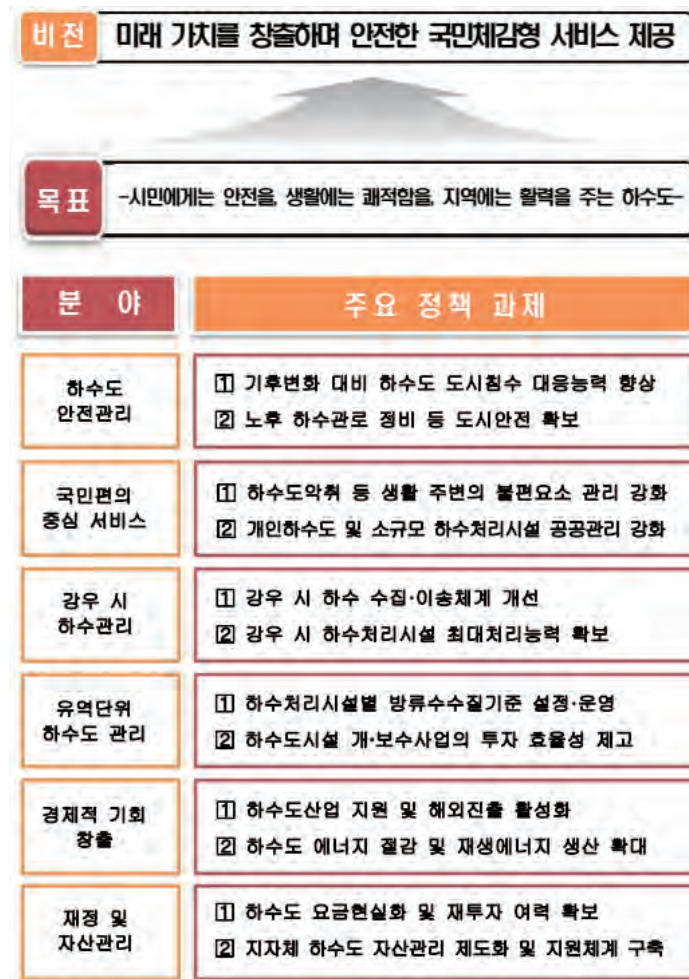 비전
미래 가치를 창출하며 안전한 국민체감형 서비스 제공
목표
-시민에게는 안전을, 생활에는 쾌적함을, 지역에는 활력을 주는 하수도-
분 야
주요 정책 과제
하수도
안전관리
1 기후변화 대비 하수도 도시침수 대응능력 향상
2 노후 하수관로 정비 등 도시안전 확보
국민편의
중심 서비스
1 하수도악취 등 생활 주변의 불편요소 관리 강화
2 개인하수도 및 소규모 하수처리시설 공공관리 강화
강우 시
하수관리
1 강우 시 하수 수집·이송체계 개선
2 강우 시 하수처리시설 최대처리능력 확보
유역단위
하수도 관리
1 하수처리시설별 방류수수질기준 설정·운영
2 하수도시설 개·보수사업의 투자 효율성 제고
경제적 기회
창출
1 하수도산업 지원 및 해외진출 활성화
2 하수도 에너지 절감 및 재생에너지 생산 확대
재정 및
자산관리
1 하수도 요금현실화 및 재투자 여력 확보
2 지자체 하수도 자산관리 제도화 및 지원체계 구축